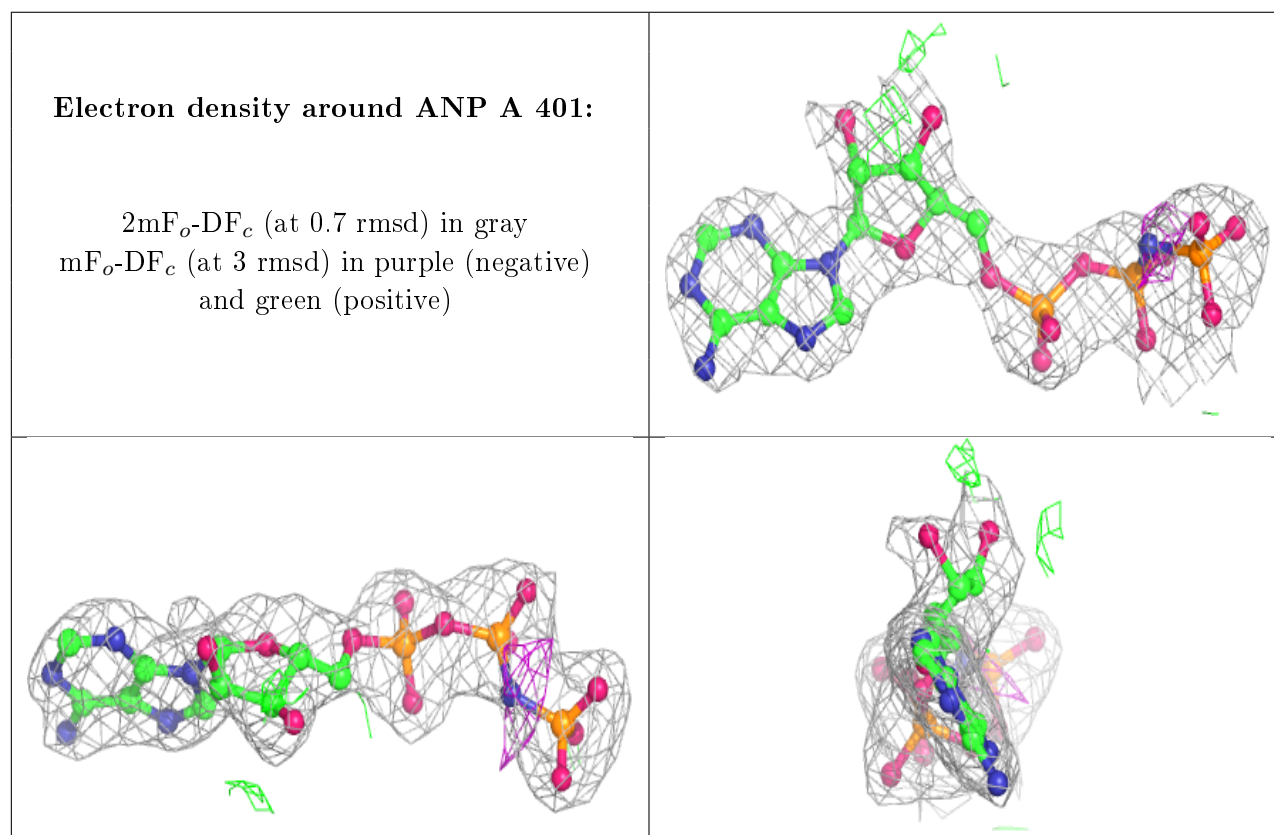 Electron density around ANP A 401:
2mFo-DFc (at 0.7 rmsd) in gray
mFo-DFc (at 3 rmsd) in purple (negative)
and green (positive)